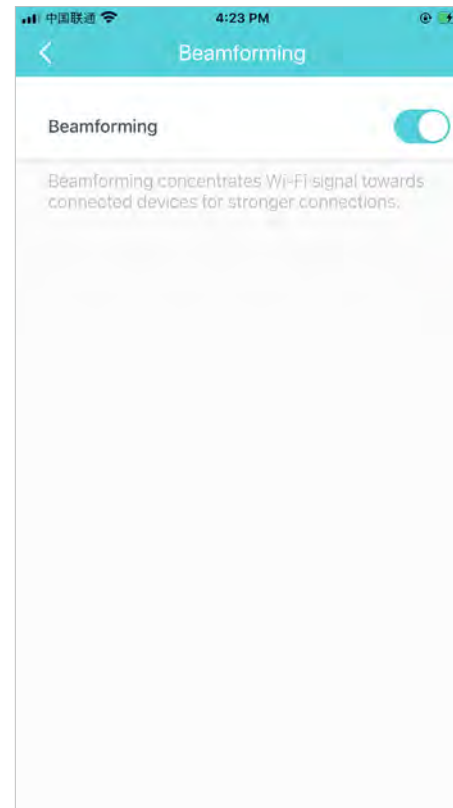 中国联通
4:23 PM
Beamforming
Beamforming
Beamforming concentrates Wi-Fi signal towards
connected devices for stronger connections.